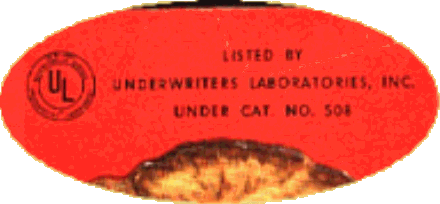 UL
LISTED BY
UNDERWRITERS LABORATORIES, INC.
UNDER CAT. NO. 508